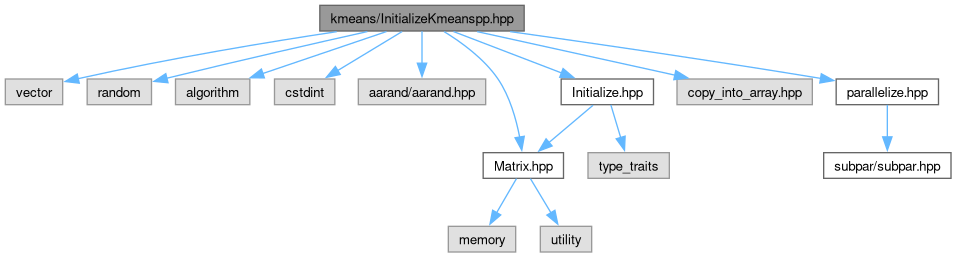 kmeans/InitializeKmeanspp.hpp
vector
random
algorithm
cstdint
aarand/aarand.hpp
Initialize.hpp
copy_into_array.hpp
parallelize.hpp
Matrix.hpp
type_traits
subpar/subpar.hpp
memory
utility